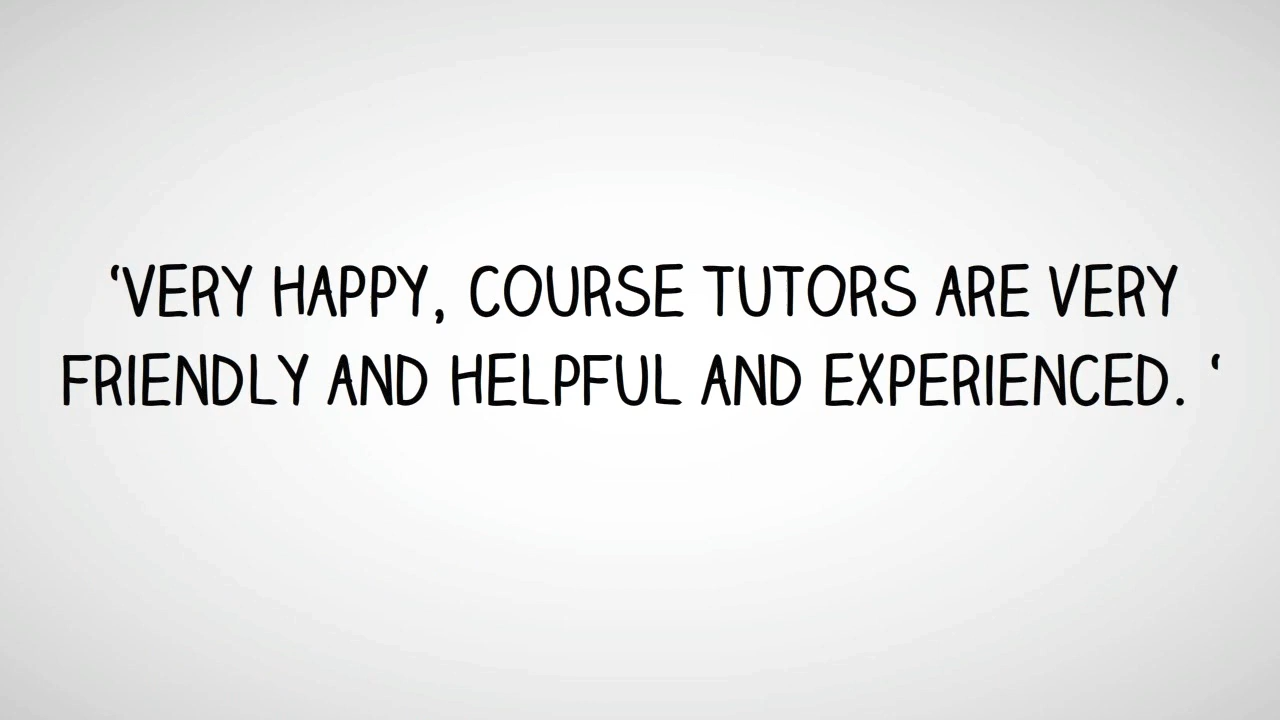 ‘VERY HAPPY, COURSE TUTORS ARE VERY
FRIENDLY AND HELPFUL AND EXPERIENCED. ‘